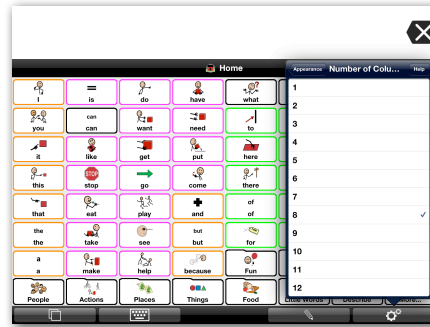 Home
Appearance Number of Colu... Help
I is do have what
you can can want need to
it like get put here
this STOP stop go come there
that eat play and of of
the the take see but but for
a a make help because Fun
People Actions Places Things Food Little Words Describe More...
1
2
3
4
5
6
7
8
9
10
11
12